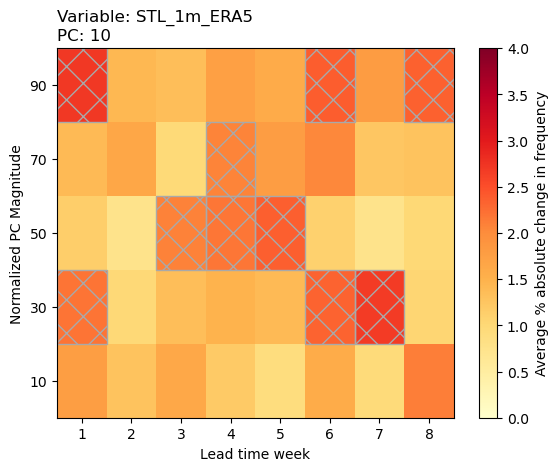 Variable: STL_1m_ERA5
PC: 10
90
70
50
30
10
Normalized PC Magnitude
1 2 3 4 5 6 7 8
Lead time week
4.0
3.5
3.0
2.5
2.0
1.5
1.0
0.5
0.0
Average % absolute change in frequency